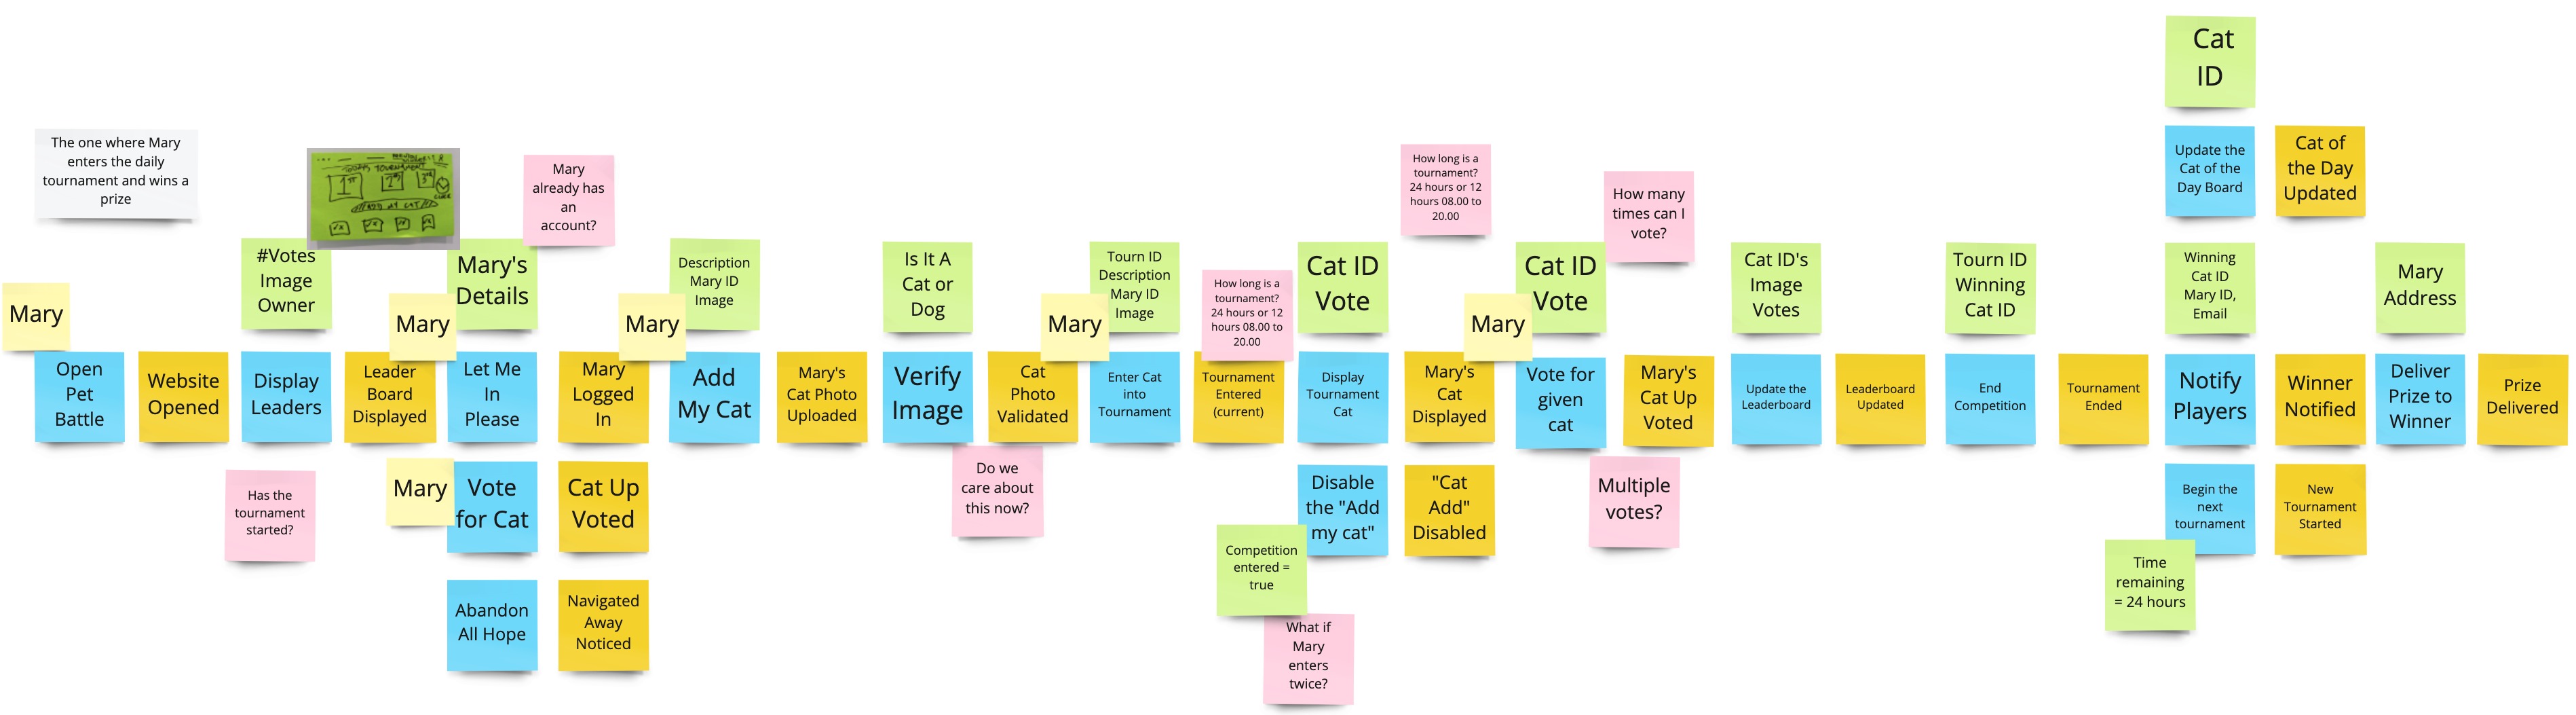 Cat
ID
Update the
Cat of the
Day Board
Cat of
the Day
Updated
The one where Mary
enters the daily
tournament and wins a
prize
1st
2nd
3rd
Mary
already has
an
account?
How long is a
tournament?
24 hours or 12
hours 08.00 to
20.00
How many
times can I
vote?
#Votes
Image
Owner
Mary's
Details
Description
Mary ID
Image
Is It A
Cat or
Dog
Tourn ID
Description
Mary ID
Image
How long is a
tournament?
24 hours or 12
hours 08.00 to
20.00
Cat ID
Vote
Cat ID
Vote
Cat ID's
Image
Votes
Tourn ID
Winning
Cat ID
Winning
Cat ID
Mary ID,
Email
Mary
Address
Mary
Mary
Mary
Mary
Mary
Open
Pet
Battle
Website
Opened
Display
Leaders
Leader
Board
Displayed
Let Me
In
Please
Mary
Logged
In
Add
My Cat
Mary's
Cat Photo
Uploaded
Verify
Image
Cat
Photo
Validated
Enter Cat
into
Tournament
Tournament
Entered
(current)
Display
Tournament
Cat
Mary's
Cat
Displayed
Vote for
given
cat
Mary's
Cat Up
Voted
Update the
Leaderboard
Leaderboard
Updated
End
Competition
Tournament
Ended
Notify
Players
Winner
Notified
Deliver
Prize to
Winner
Prize
Delivered
Has the
tournament
started?
Mary
Vote
for Cat
Cat Up
Voted
Do we
care about
this now?
Disable
the "Add
my cat"
"Cat
Add"
Disabled
Multiple
votes?
Begin the
next
tournament
New
Tournament
Started
Competition
entered =
true
Time
remaining
= 24 hours
Abandon
All Hope
Navigated
Away
Noticed
What if
Mary
enters
twice?